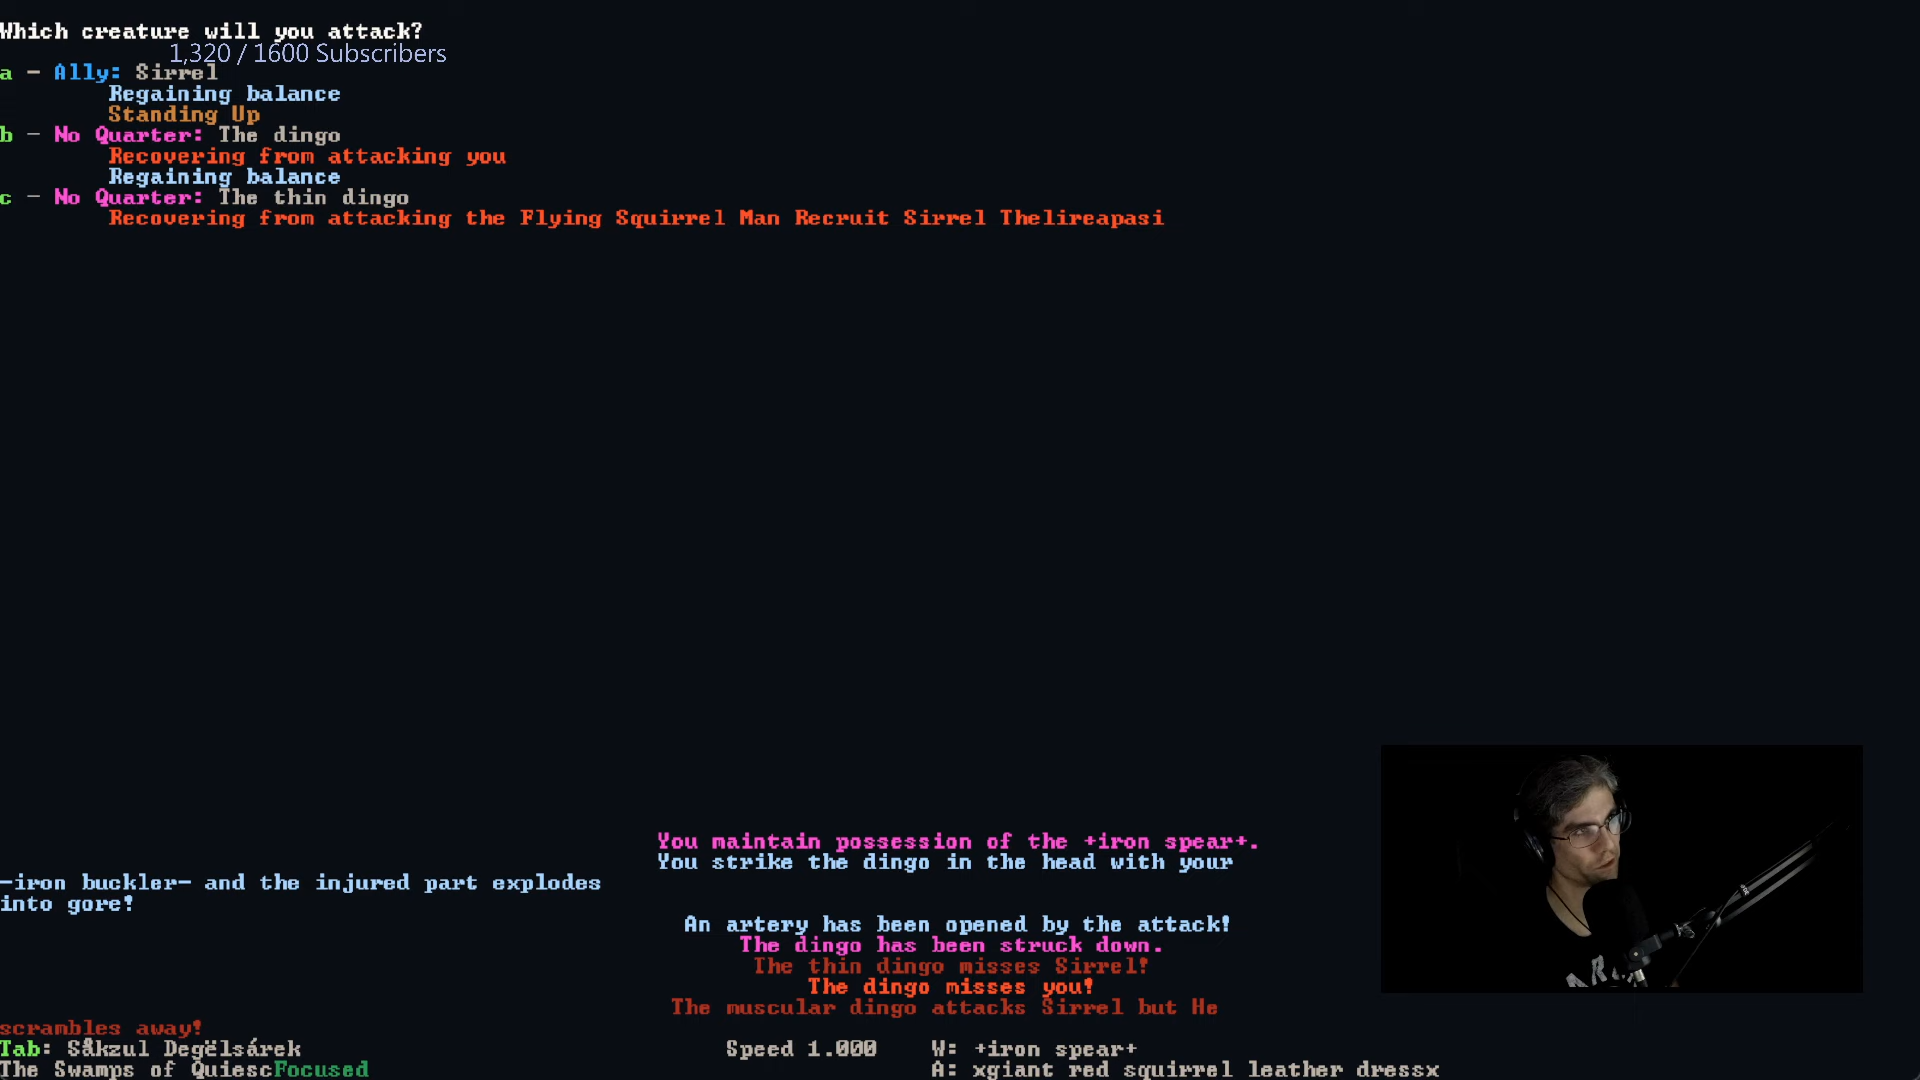 Which creature will you attack?
1,320 / 1600 Subscribers
a - Ally: Sirrel
Regaining balance
Standing Up
b - No Quarter: The dingo
Recovering from attacking you
Regaining balance
c - No Quarter: The thin dingo
Recovering from attacking the Flying Squirrel Man Recruit Sirrel Thelireapasi
You maintain possession of the +iron spear+.
You strike the dingo in the head with your
-iron buckler- and the injured part explodes
into gore!
An artery has been opened by the attack!
The dingo has been struck down.
The thin dingo misses Sirrel!
The dingo misses you!
The muscular dingo attacks Sirrel but He
scrambles away!
Tab: Såkzul Degëlsárek
Speed 1.000
W: +iron spear+
The Swamps of QuiescFocused
A: xgiant red squirrel leather dressx